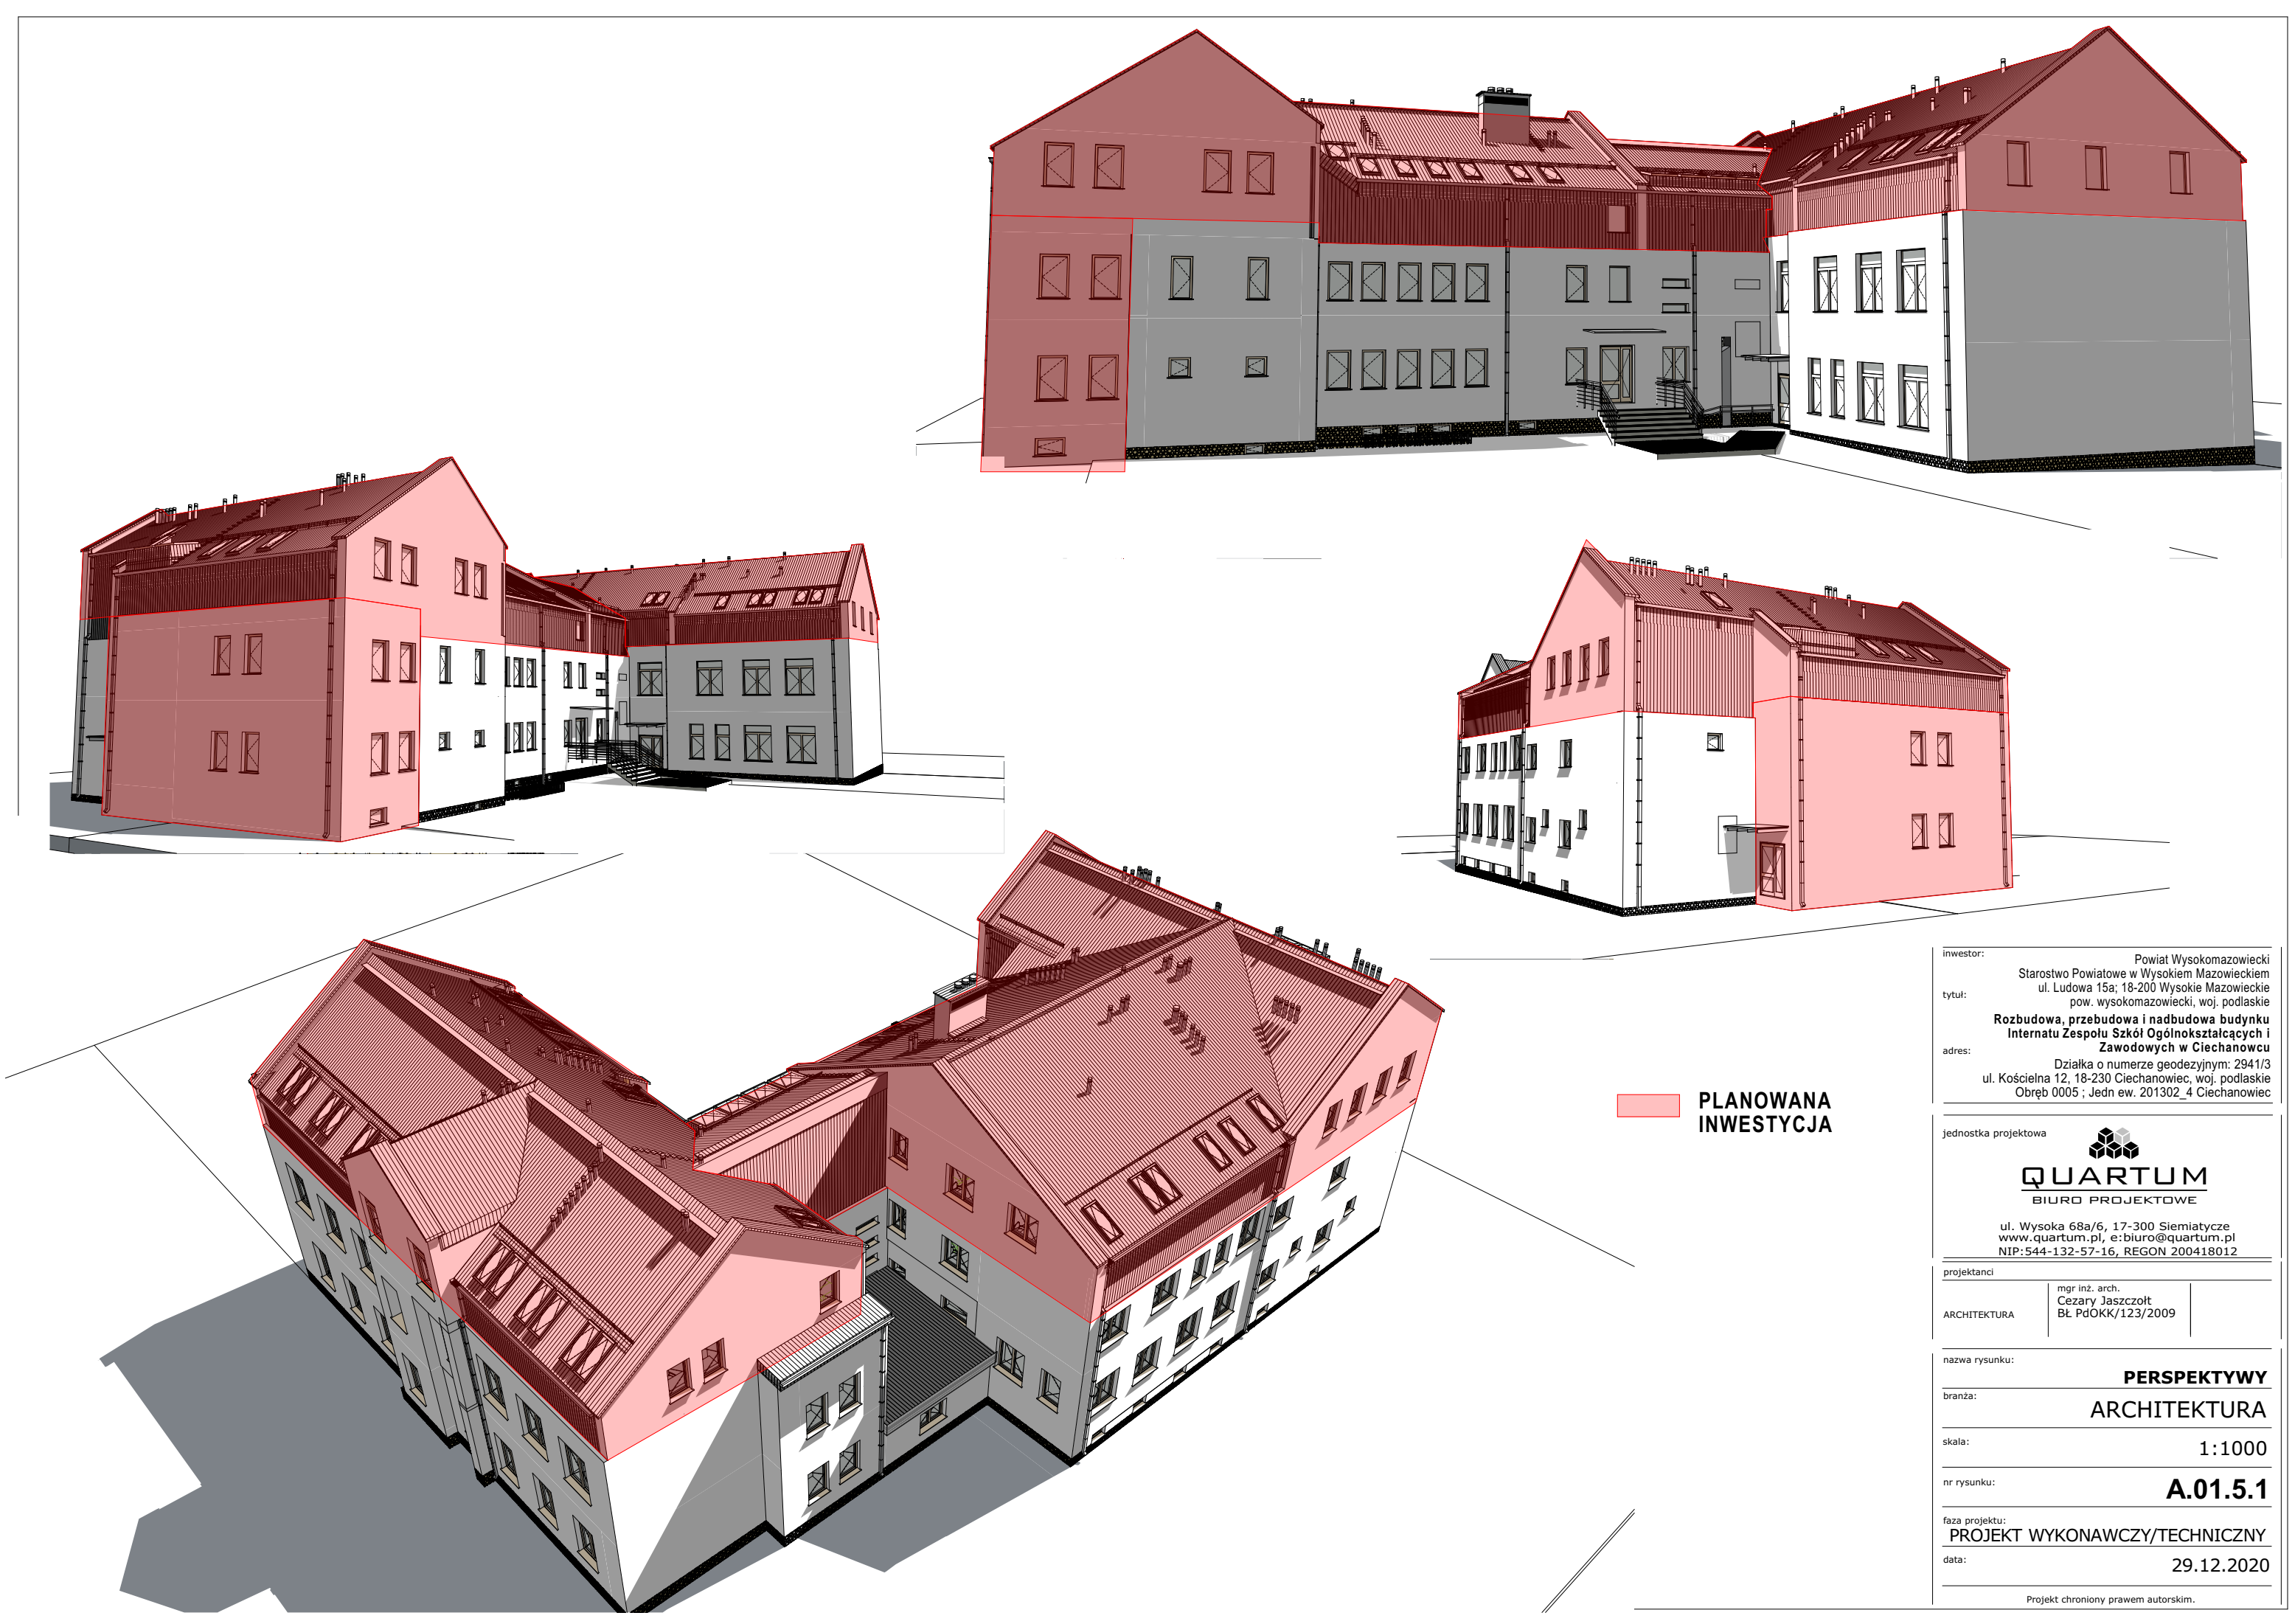 inwestor:
Powiat Wysokomazowiecki
Starostwo Powiatowe w Wysokiem Mazowieckiem
ul. Ludowa 15a; 18-200 Wysokie Mazowieckie
pow. wysokomazowiecki, woj. podlaskie
tytuł:
Rozbudowa, przebudowa i nadbudowa budynku
Internatu Zespołu Szkół Ogólnokształcących i
Zawodowych w Ciechanowcu
adres:
Działka o numerze geodezyjnym: 2941/3
ul. Kościelna 12, 18-230 Ciechanowiec, woj. podlaskie
Obręb 0005 ; Jedn ew. 201302_4 Ciechanowiec
PLANOWANA
INWESTYCJA
jednostka projektowa
QUARTUM
BIURO PROJEKTOWE
ul. Wysoka 68a/6, 17-300 Siemiatycze
www.quartum.pl, e:biuro@quartum.pl
NIP:544-132-57-16, REGON 200418012
projektanci
ARCHITEKTURA
mgr inż. arch.
Cezary Jaszczołt
BŁ PdOKK/123/2009
nazwa rysunku:
PERSPEKTYWY
branża:
ARCHITEKTURA
skala:
1:1000
nr rysunku:
A.01.5.1
faza projektu:
PROJEKT WYKONAWCZY/TECHNICZNY
data:
29.12.2020
Projekt chroniony prawem autorskim.